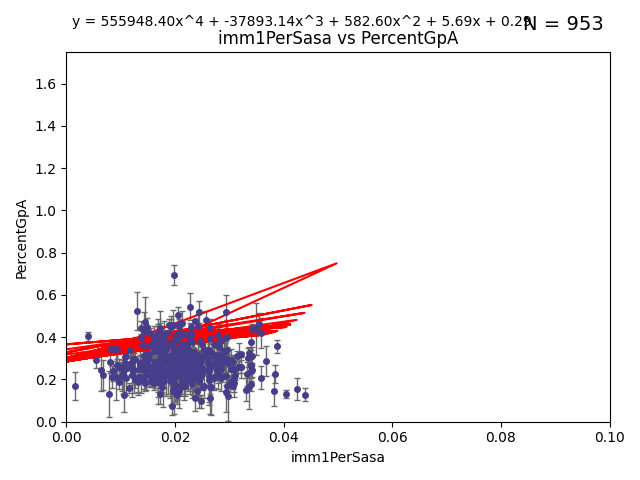 y = 555948.40x^4 + -37893.14x^3 + 582.60x^2 + 5.69x + 0.29
N = 953
imm1PerSasa vs PercentGpA
PercentGpA
1.6
1.4
1.2
1.0
0.8
0.6
0.4
0.2
0.0
0.00 0.02 0.04 0.06 0.08 0.10
imm1PerSasa